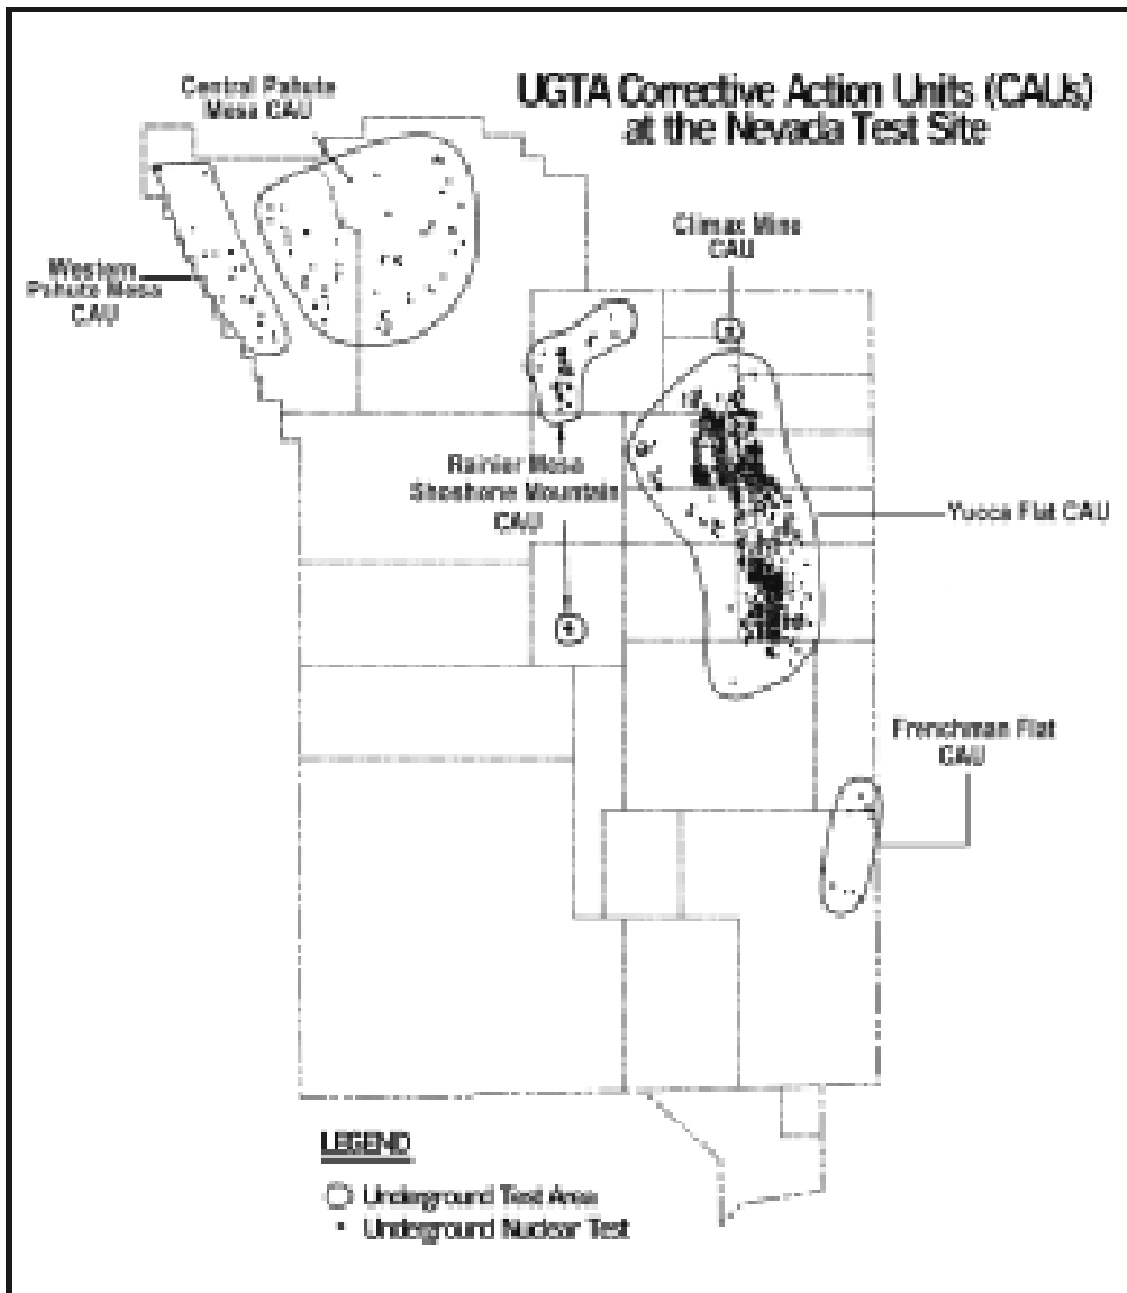 UGTA Corrective Action Units (CAUs)
at the Nevada Test Site
Central Pahute
Mesa CAU
Climax Mine
CAU
Western
Pahute Mesa
CAU
Rainier Mesa
Shoshone Mountain
CAU
Yucca Flat CAU
Frenchman Flat
CAU
LEGEND
Underground Test Area
Underground Nuclear Test